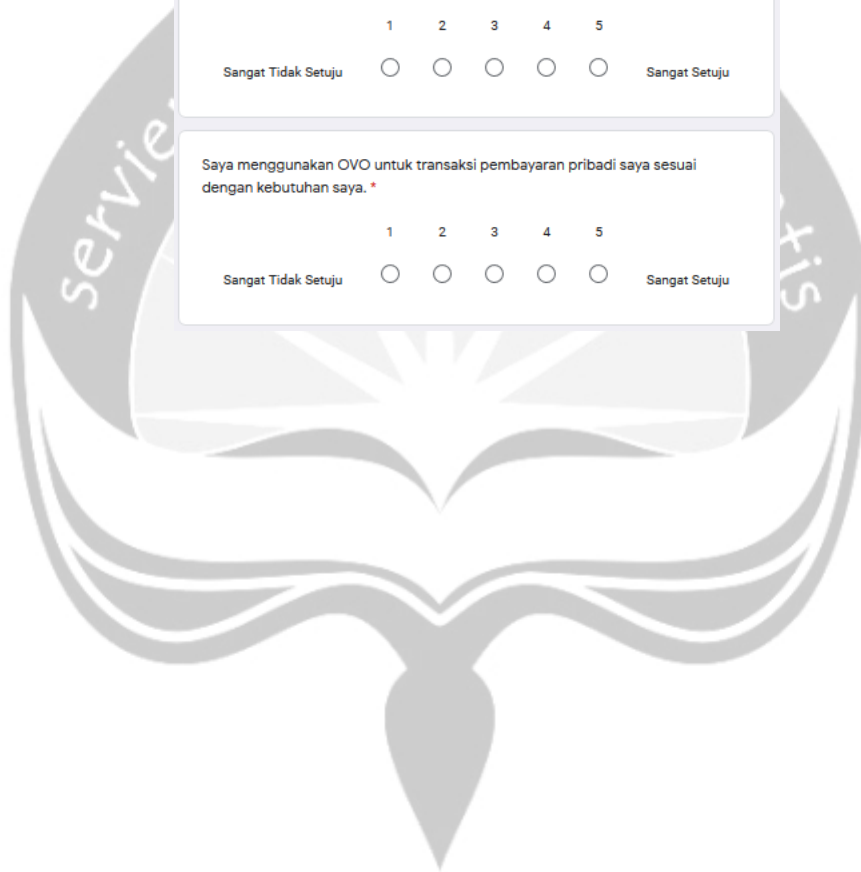 1 2 3 4 5
Sangat Tidak Setuju Sangat Setuju
Saya menggunakan OVO untuk transaksi pembayaran pribadi saya sesuai
dengan kebutuhan saya. *
1 2 3 4 5
Sangat Tidak Setuju Sangat Setuju